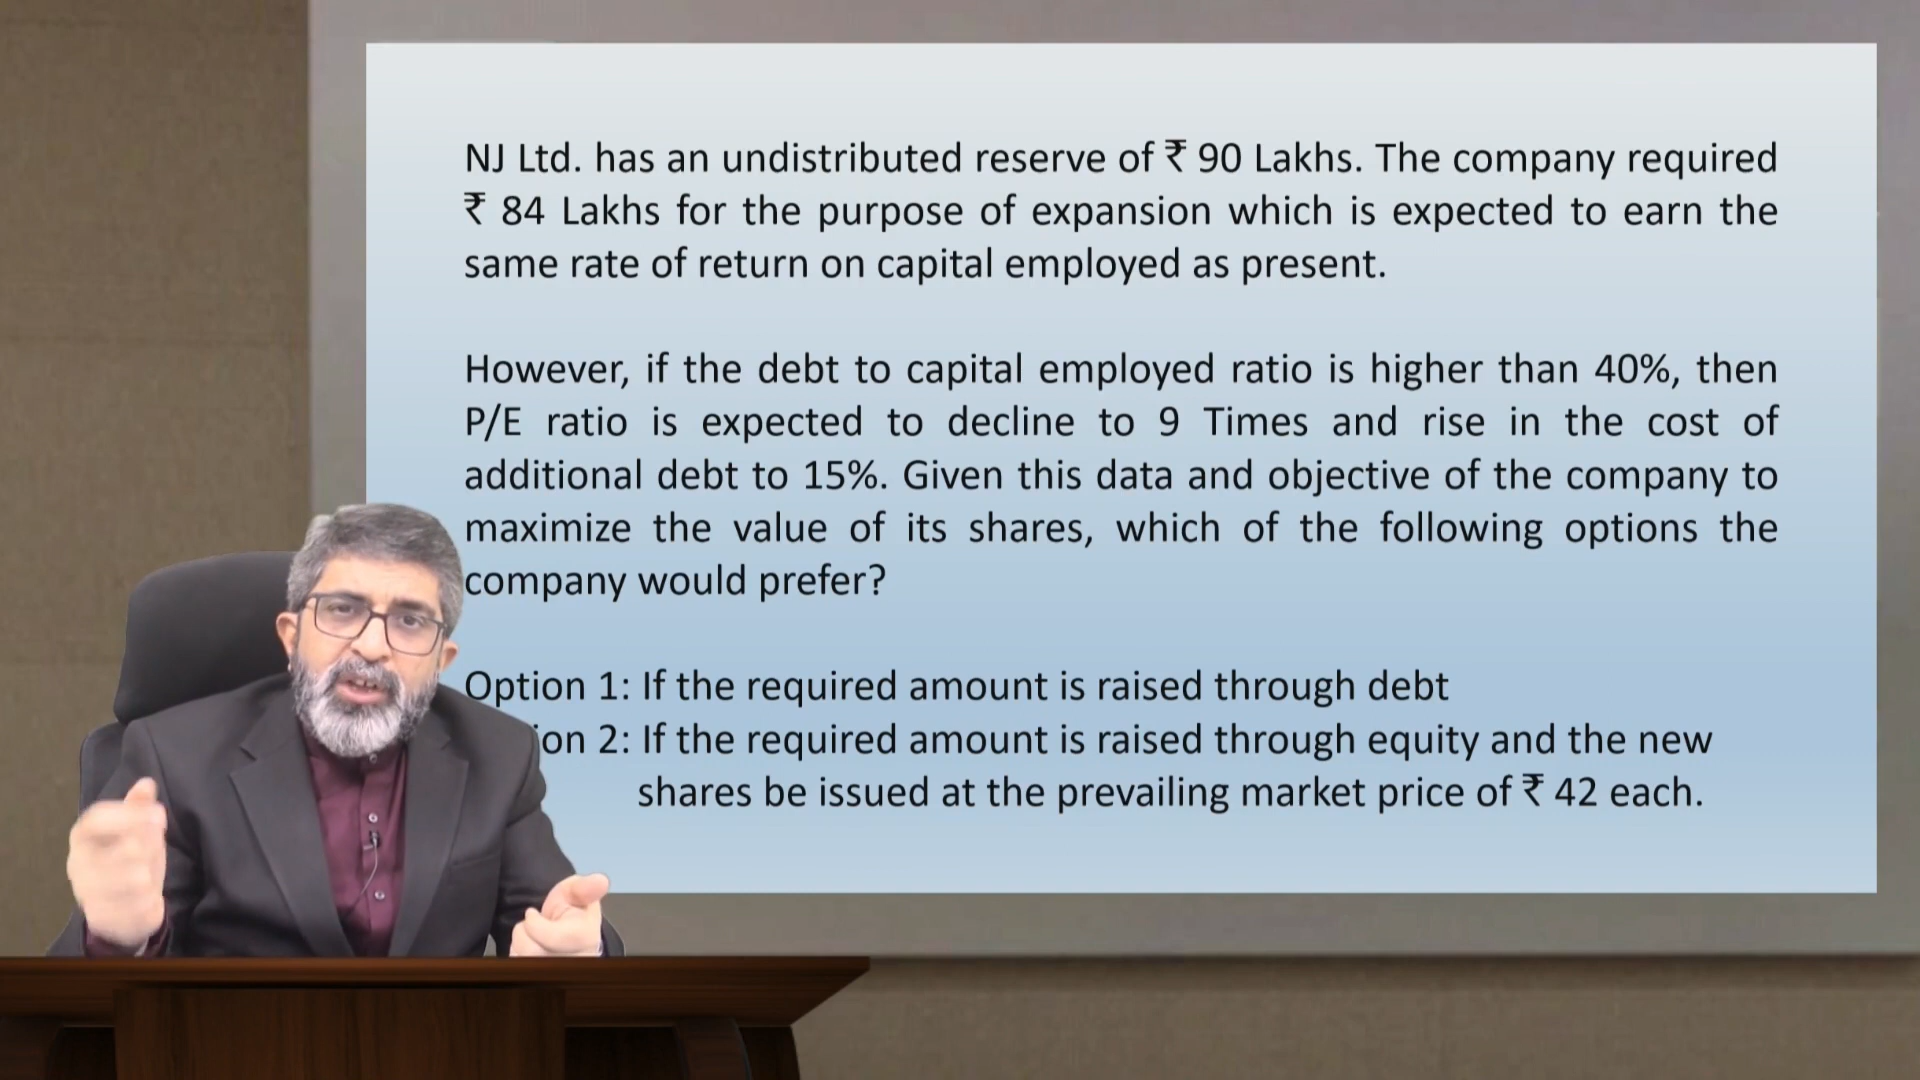 NJ Ltd. has an undistributed reserve of ₹ 90 Lakhs. The company required
₹ 84 Lakhs for the purpose of expansion which is expected to earn the
same rate of return on capital employed as present.
However, if the debt to capital employed ratio is higher than 40%, then
P/E ratio is expected to decline to 9 Times and rise in the cost of
additional debt to 15%. Given this data and objective of the company to
maximize the value of its shares, which of the following options the
company would prefer?
Option 1: If the required amount is raised through debt
ion 2: If the required amount is raised through equity and the new
shares be issued at the prevailing market price of ₹ 42 each.